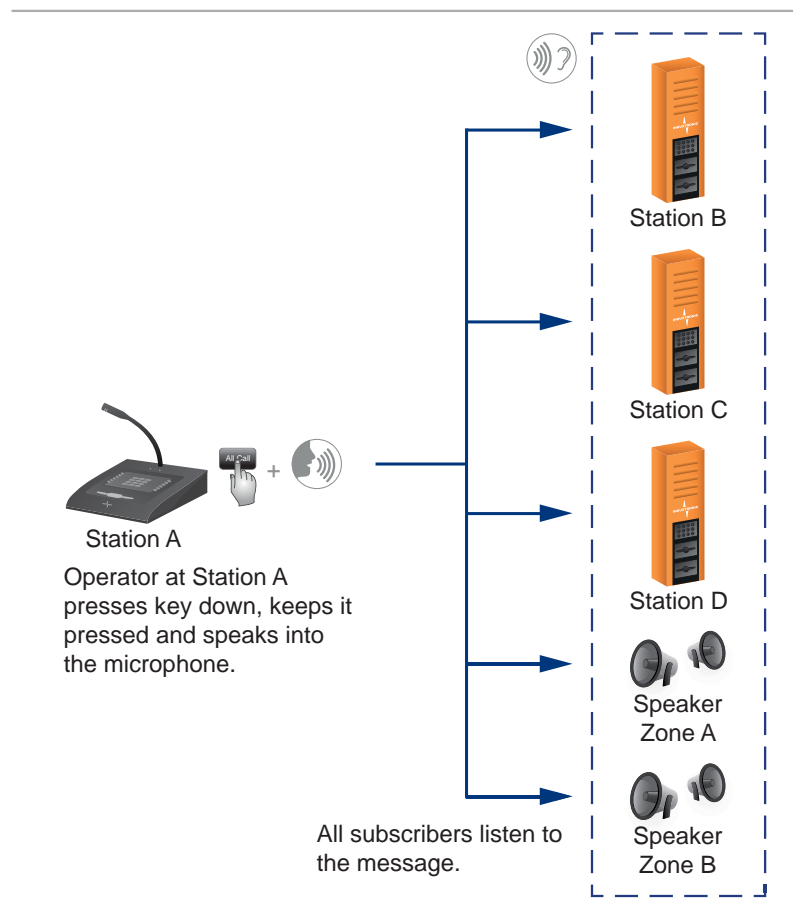 Station B
Station C
All Call
+
Station A
Operator at Station A
presses key down, keeps it
pressed and speaks into
the microphone.
Station D
Speaker
Zone A
All subscribers listen to
the message.
Speaker
Zone B